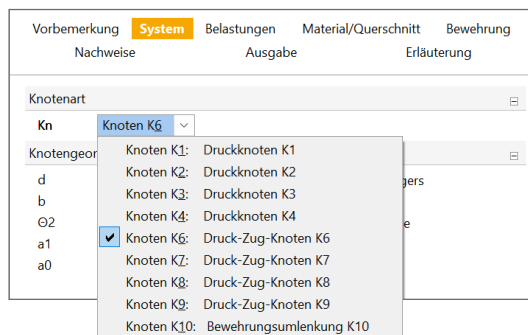 Vorbemerkung System Belastungen Material/Querschnitt Bewehrung
Nachweise Ausgabe Erläuterung
Knotenart
Kn Knoten K6
Knoten K1: Druckknoten K1
Knoten K2: Druckknoten K2
Knoten K3: Druckknoten K3
Knoten K4: Druckknoten K4
Knoten K6: Druck-Zug-Knoten K6
Knoten K7: Druck-Zug-Knoten K7
Knoten K8: Druck-Zug-Knoten K8
Knoten K9: Druck-Zug-Knoten K9
Knoten K10: Bewehrungsumlenkung K10
Knotengeor
d
b
Θ2
a1
a0